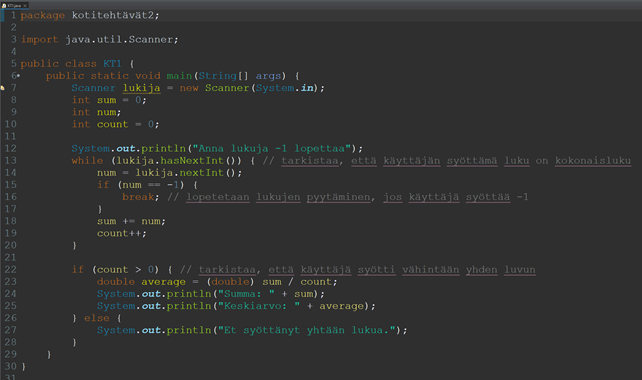 KT1.java
1 package kotitehtävät2;
2
3 import java.util.Scanner;
4
5 public class KT1 {
6 public static void main(String[] args) {
7 Scanner lukija = new Scanner(System.in);
8 int sum = 0;
9 int num;
10 int count = 0;
11
12 System.out.println("Anna lukuja -1 lopettaa");
13 while (lukija.hasNextInt()) { // tarkistaa, että käyttäjän syöttämä luku on kokonaisluku
14 num = lukija.nextInt();
15 if (num == -1) {
16 break; // lopetetaan lukujen pyytäminen, jos käyttäjä syöttää -1
17 }
18 sum += num;
19 count++;
20 }
21
22 if (count > 0) { // tarkistaa, että käyttäjä syötti vähintään yhden luvun
23 double average = (double) sum / count;
24 System.out.println("Summa: " + sum);
25 System.out.println("Keskiarvo: " + average);
26 } else {
27 System.out.println("Et syöttänyt yhtään lukua.");
28 }
29 }
30 }
31